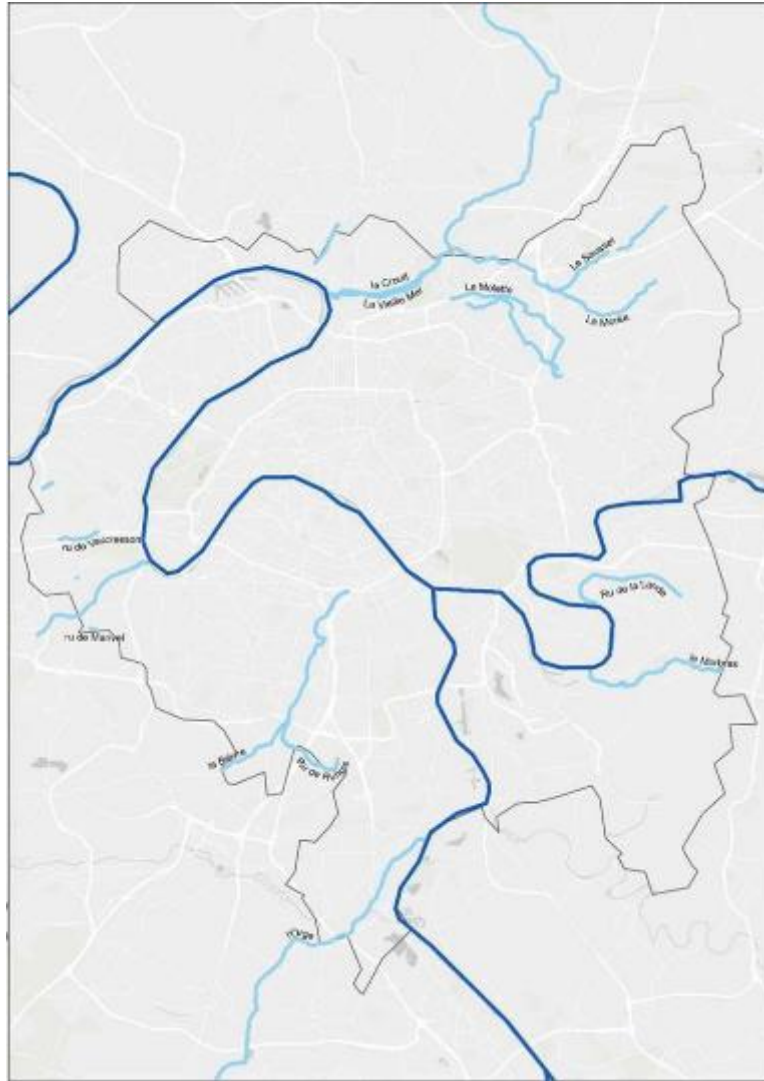 Le Sausset
la Croult
La Vieille Mer
La Molette
La Morée
ru de Vaucresson
Ru de la Lande
ru de Marivel
le Morbras
la Bièvre
Ru de Rungis
l'Orge